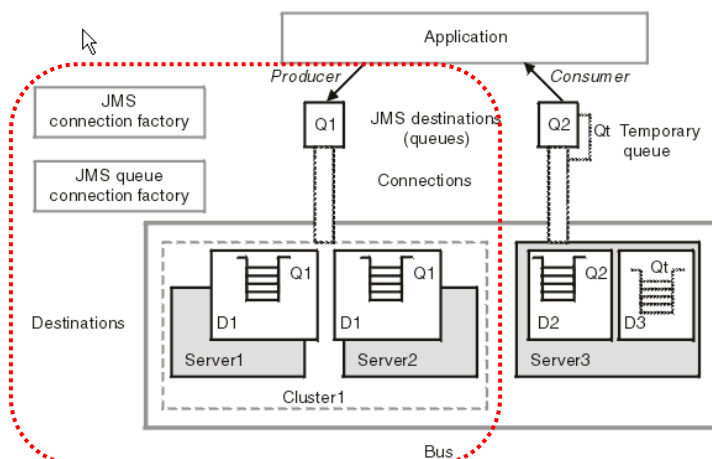 Application
Producer
Consumer
JMS
connection factory
Q1
JMS destinations
(queues)
Q2
Qt Temporary
queue
JMS queue
connection factory
Connections
Q1
Q1
Q2
Qt
Destinations
D1
D1
D2
D3
Server1
Server2
Server3
Cluster1
Bus